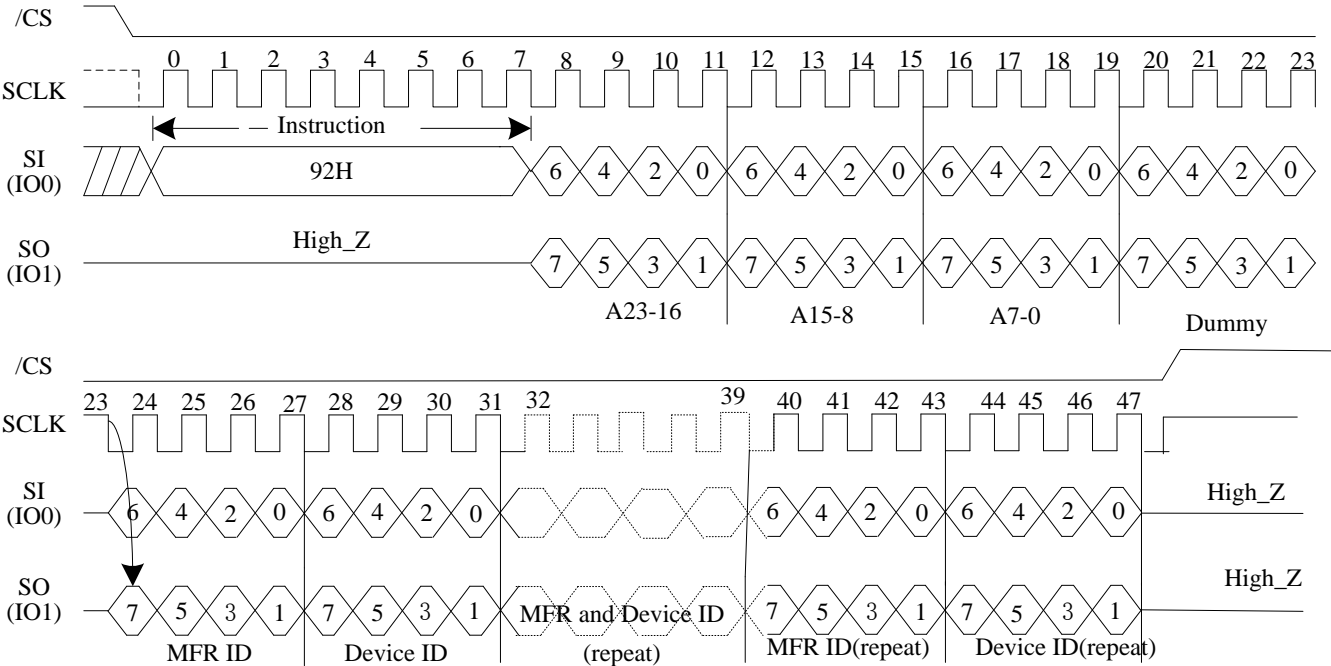 /CS
0 1 2 3 4 5 6 7 8 9 10 11 12 13 14 15 16 17 18 19 20 21 22 23
SCLK
Instruction
SI
(IO0)
92H
6 4 2 0 6 4 2 0 6 4 2 0 6 4 2 0
SO
(IO1)
High_Z
7 5 3 1 7 5 3 1 7 5 3 1 7 5 3 1
A23-16 A15-8 A7-0 Dummy
/CS
23 24 25 26 27 28 29 30 31 32 39 40 41 42 43 44 45 46 47
SCLK
SI
(IO0)
6 4 2 0 6 4 2 0 6 4 2 0 6 4 2 0
High_Z
SO
(IO1)
7 5 3 1 7 5 3 1 MFR and Device ID 7 5 3 1 7 5 3 1
High_Z
MFR ID Device ID (repeat) MFR ID(repeat) Device ID(repeat)